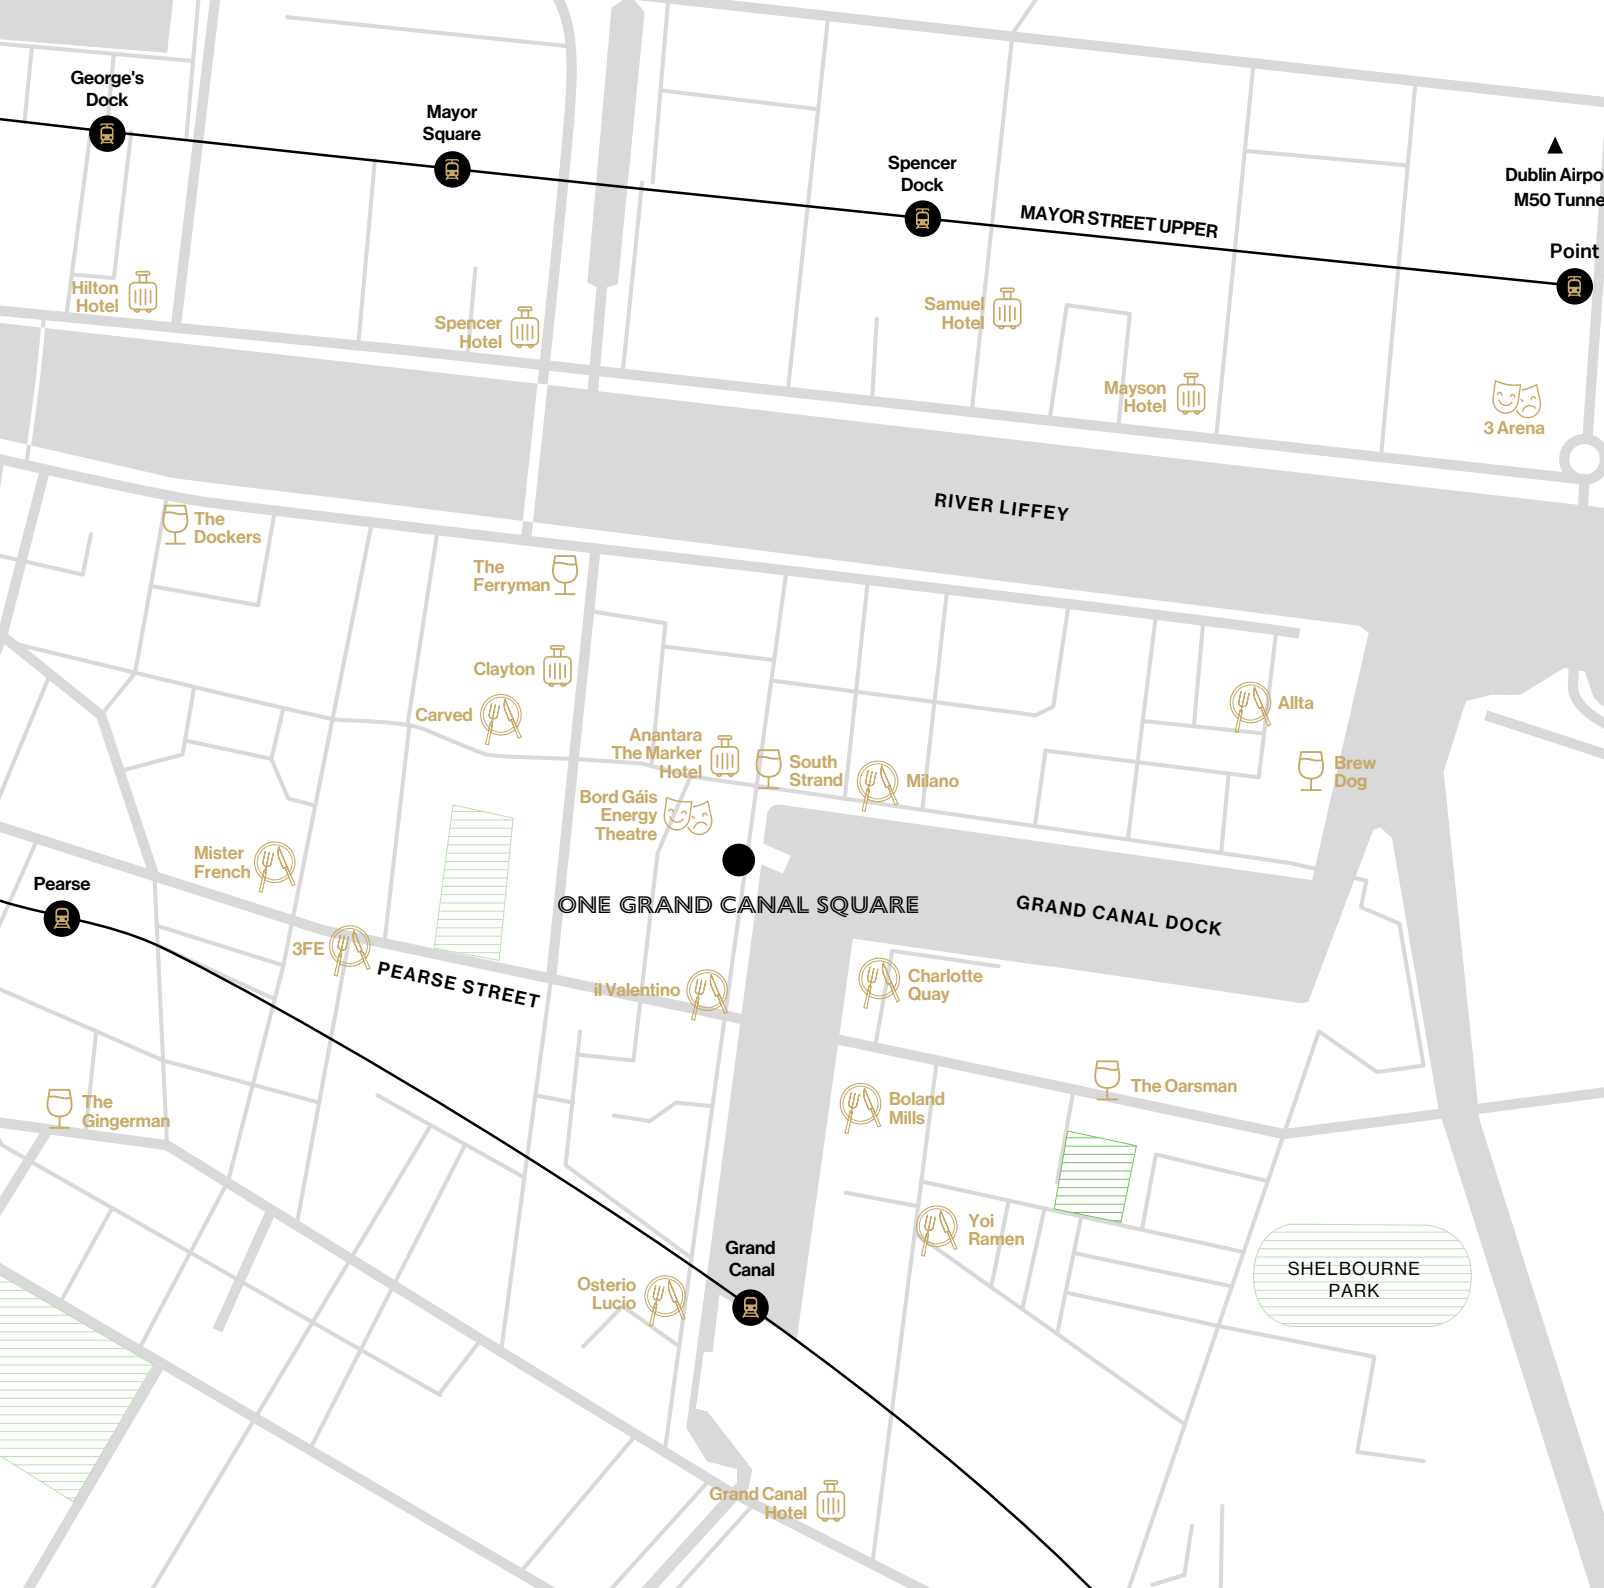 George's
Dock
Mayor
Square
Spencer
Dock
MAYOR STREET UPPER
Dublin Airpo
M50 Tunne
Point
Hilton
Hotel
Spencer
Hotel
Samuel
Hotel
Mayson
Hotel
3 Arena
RIVER LIFFEY
The
Dockers
The
Ferryman
Clayton
Carved
Anantara
The Marker
Hotel
South
Strand
Milano
Allta
Brew
Dog
Bord Gáis
Energy
Theatre
Mister
French
Pearse
ONE GRAND CANAL SQUARE
GRAND CANAL DOCK
3FE
PEARSE STREET
il Valentino
Charlotte
Quay
The
Gingerman
Boland
Mills
The Oarsman
Yoi
Ramen
Grand
Canal
SHELBOURNE
PARK
Osterio
Lucio
Grand Canal
Hotel